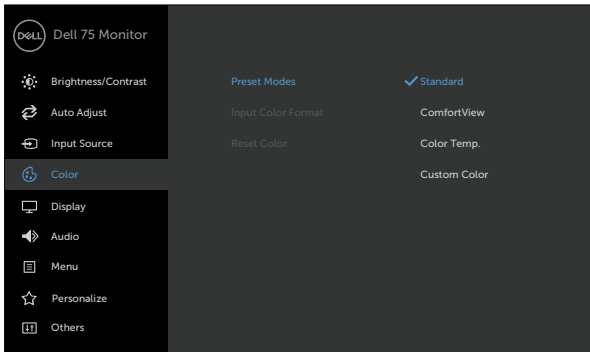 DELL Dell 75 Monitor
Brightness/Contrast Preset Modes Standard
Auto Adjust Input Color Format ComfortView
Input Source Reset Color Color Temp.
Color Custom Color
Display
Audio
Menu
Personalize
Others